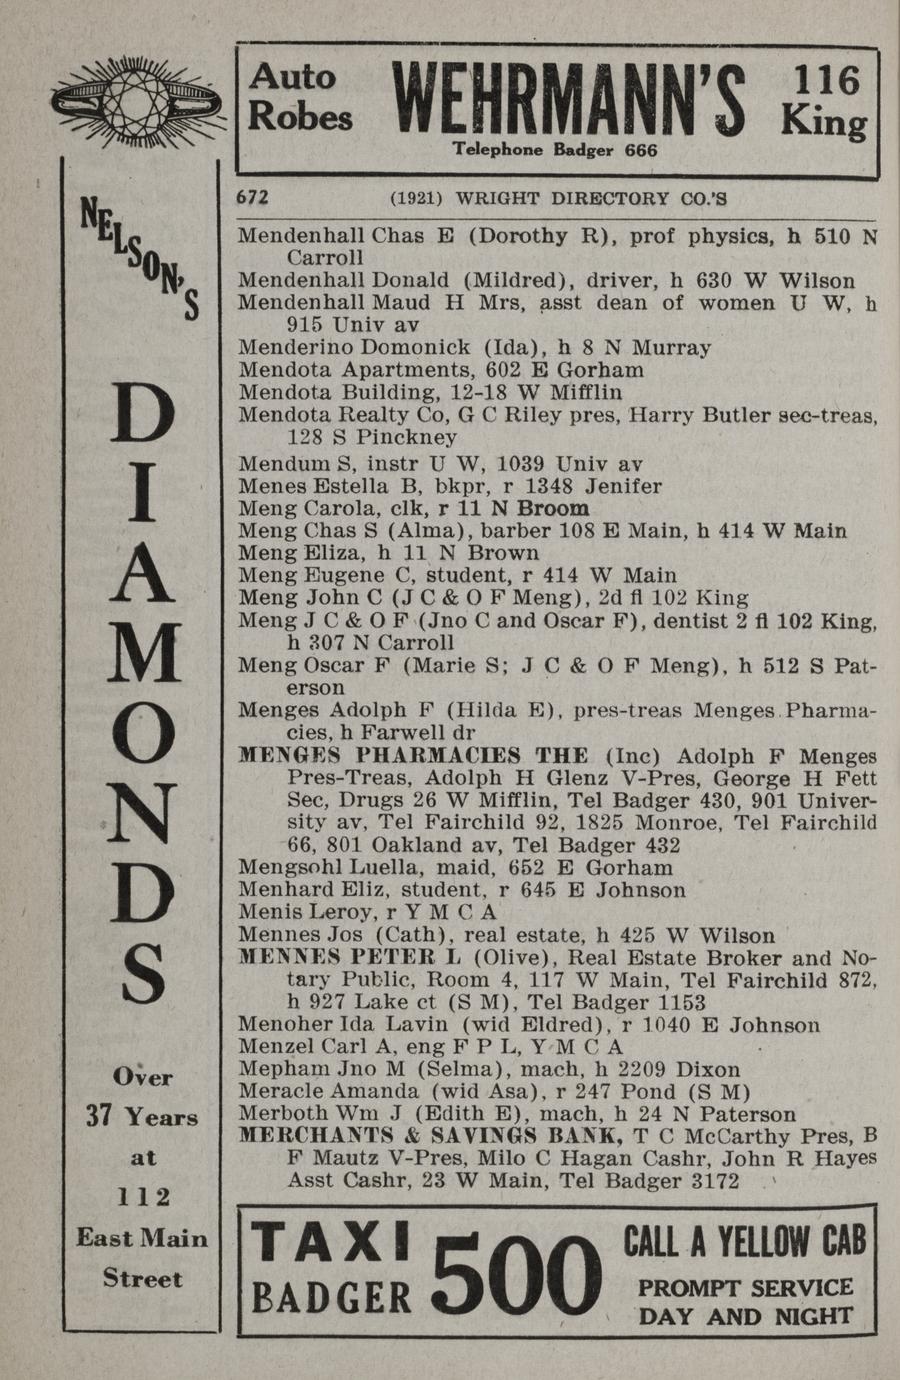 Auto
Robes
WEHRMANN'S
Telephone Badger 666
116
King
NELSON'S
DIAMONDS
Over
37 Years
at
112
East Main
Street
672 (1921) WRIGHT DIRECTORY CO.'S
Mendenhall Chas E (Dorothy R), prof physics, h 510 N
Carroll
Mendenhall Donald (Mildred), driver, h 630 W Wilson
Mendenhall Maud H Mrs, asst dean of women U W, h
915 Univ av
Menderino Domonick (Ida), h 8 N Murray
Mendota Apartments, 602 E Gorham
Mendota Building, 12-18 W Mifflin
Mendota Realty Co, G C Riley pres, Harry Butler sec-treas,
128 S Pinckney
Mendum S, instr U W, 1039 Univ av
Menes Estella B, bkpr, r 1348 Jenifer
Meng Carola, clk, r 11 N Broom
Meng Chas S (Alma), barber 108 E Main, h 414 W Main
Meng Eliza, h 11 N Brown
Meng Eugene C, student, r 414 W Main
Meng John C (J C & O F Meng), 2d fl 102 King
Meng J C & O F (Jno C and Oscar F), dentist 2 fl 102 King,
h 307 N Carroll
Meng Oscar F (Marie S; J C & O F Meng), h 512 S Pat-
erson
Menges Adolph F (Hilda E), pres-treas Menges Pharma-
cies, h Farwell dr
MENGES PHARMACIES THE (Inc) Adolph F Menges
Pres-Treas, Adolph H Glenz V-Pres, George H Fett
Sec, Drugs 26 W Mifflin, Tel Badger 430, 901 Univer-
sity av, Tel Fairchild 92, 1825 Monroe, Tel Fairchild
66, 801 Oakland av, Tel Badger 432
Mengsohl Luella, maid, 652 E Gorham
Menhard Eliz, student, r 645 E Johnson
Menis Leroy, r Y M C A
Mennes Jos (Cath), real estate, h 425 W Wilson
MENNES PETER L (Olive), Real Estate Broker and No-
tary Public, Room 4, 117 W Main, Tel Fairchild 872,
h 927 Lake ct (S M), Tel Badger 1153
Menoher Ida Lavin (wid Eldred), r 1040 E Johnson
Menzel Carl A, eng F P L, Y M C A
Mepham Jno M (Selma), mach, h 2209 Dixon
Meracle Amanda (wid Asa), r 247 Pond (S M)
Merboth Wm J (Edith E), mach, h 24 N Paterson
MERCHANTS & SAVINGS BANK, T C McCarthy Pres, B
F Mautz V-Pres, Milo C Hagan Cashr, John R Hayes
Asst Cashr, 23 W Main, Tel Badger 3172
TAXI
BADGER
500
CALL A YELLOW CAB
PROMPT SERVICE
DAY AND NIGHT